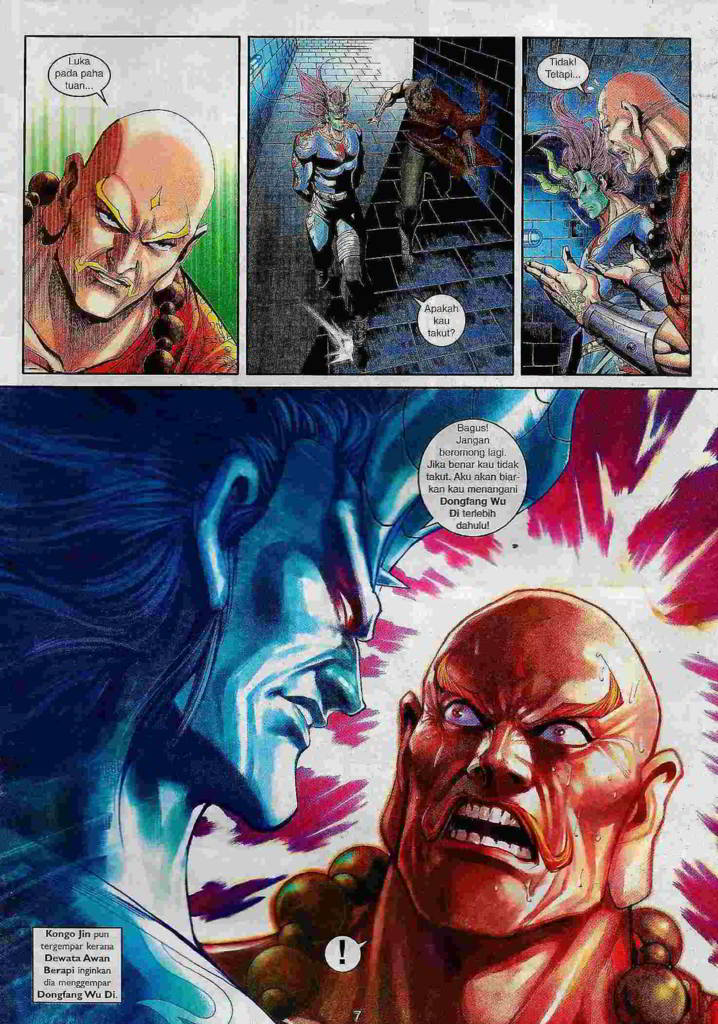 Luka
pada paha
tuan...
Apakah
kau
takut?
Tidak!
Tetapi...
Bagus!
Jangan
beromong lagi.
Jika benar kau tidak
takut. Aku akan biar-
kan kau menangani
Dongfang Wu
Di terlebih
dahulu!
Kongo Jin pun
tergempar kerana
Dewata Awan
Berapi inginkan
dia menggempar
Dongfang Wu Di.
!
7